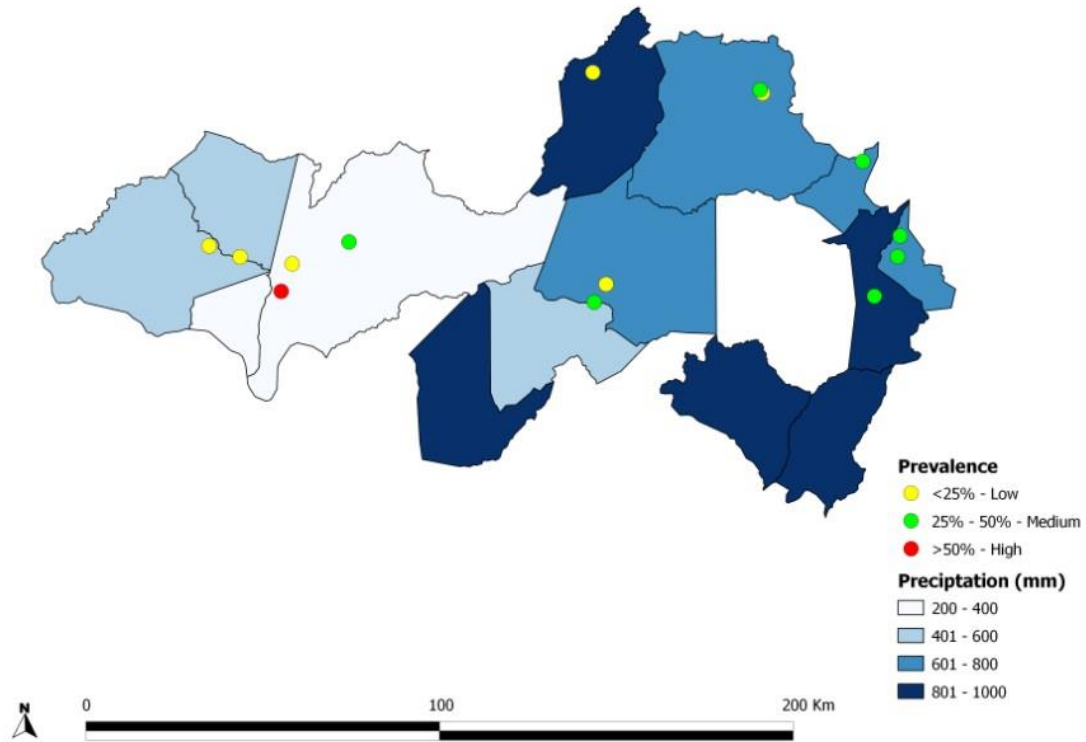 Prevalence
<25% - Low
25% - 50% - Medium
>50% - High
Preciptation (mm)
200 - 400
401 - 600
601 - 800
801 - 1000
N
0 100 200 Km